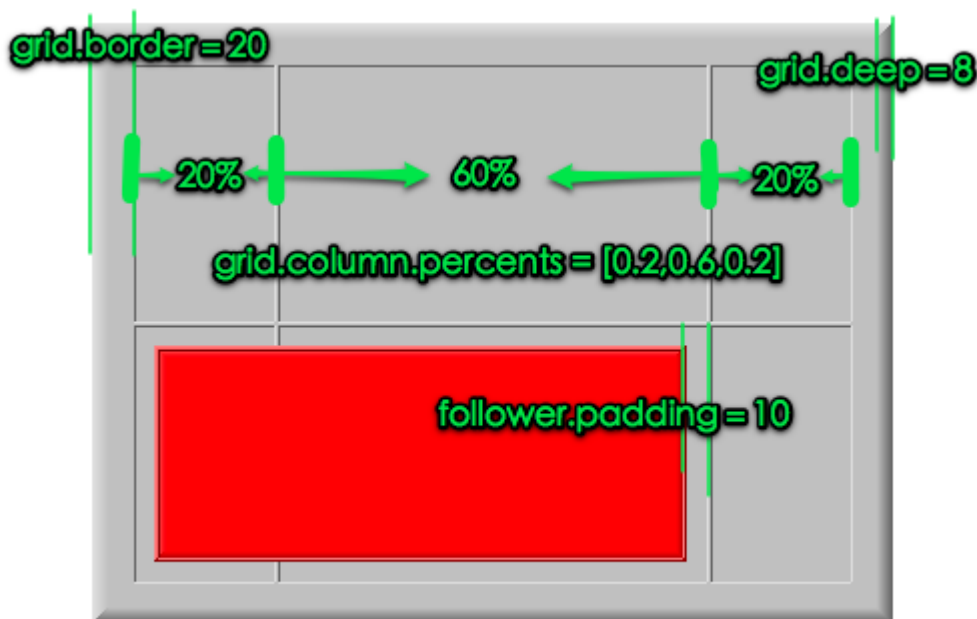 grid.border = 20
grid.deep = 8
20% 60% 20%
grid.column.percents = [0.2,0.6,0.2]
follower.padding = 10